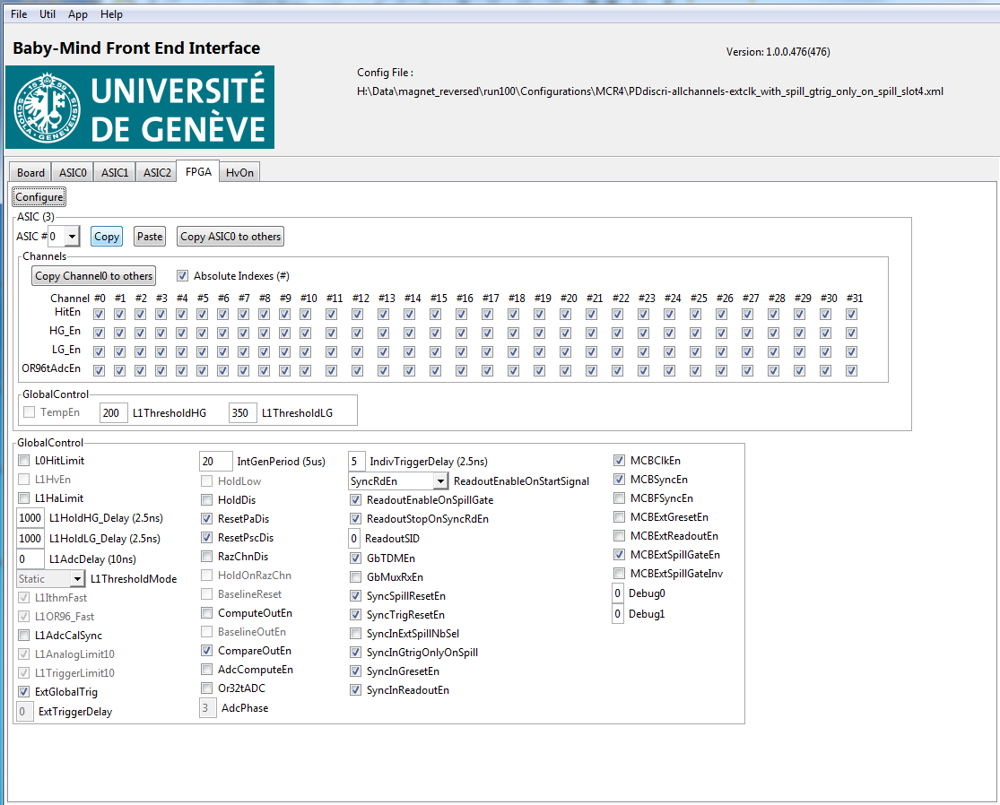 File Util App Help
Baby-Mind Front End Interface
Version: 1.0.0.476(476)
Config File :
H:\Data\magnet_reversed\run100\Configurations\MCR4\PDdiscri-allchannels-extclk_with_spill_gtrig_only_on_spill_slot4.xml
UNIVERSITÉ
DE GENÈVE
Board ASIC0 ASIC1 ASIC2 FPGA HvOn
Configure
ASIC (3)
ASIC # 0 Copy Paste Copy ASIC0 to others
Channels
Copy Channel0 to others Absolute Indexes (#)
Channel #0 #1 #2 #3 #4 #5 #6 #7 #8 #9 #10 #11 #12 #13 #14 #15 #16 #17 #18 #19 #20 #21 #22 #23 #24 #25 #26 #27 #28 #29 #30 #31
HitEn
HG_En
LG_En
OR96tAdcEn
GlobalControl
TempEn 200 L1ThresholdHG 350 L1ThresholdLG
GlobalControl
L0HitLimit
L1HvEn
L1HaLimit
1000 L1HoldHG_Delay (2.5ns)
1000 L1HoldLG_Delay (2.5ns)
0 L1AdcDelay (10ns)
Static L1ThresholdMode
L1IthmFast
L1OR96_Fast
L1AdcCalSync
L1AnalogLimit10
L1TriggerLimit10
ExtGlobalTrig
0 ExtTriggerDelay
20 IntGenPeriod (5us)
HoldLow
HoldDis
ResetPaDis
ResetPscDis
RazChnDis
HoldOnRazChn
BaselineReset
ComputeOutEn
BaselineOutEn
CompareOutEn
AdcComputeEn
Or32tADC
3 AdcPhase
5 IndivTriggerDelay (2.5ns)
SyncRdEn ReadoutEnableOnStartSignal
ReadoutEnableOnSpillGate
ReadoutStopOnSyncRdEn
0 ReadoutSID
GbTDMEn
GbMuxRxEn
SyncSpillResetEn
SyncTrigResetEn
SyncInExtSpillNbSel
SyncInGtrigOnlyOnSpill
SyncInGresetEn
SyncInReadoutEn
MCBClkEn
MCBSyncEn
MCBFSyncEn
MCBExtGresetEn
MCBExtReadoutEn
MCBExtSpillGateEn
MCBExtSpillGateInv
0 Debug0
0 Debug1